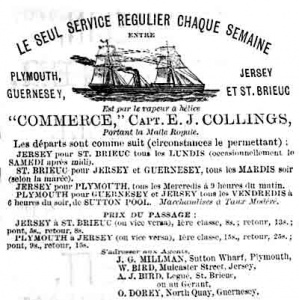 LE SEUL SERVICE REGULIER CHAQUE SEMAINE
ENTRE
PLYMOUTH, GUERNESEY,
JERSEY ET ST. BRIEUC
Est par le vapeur à hélice
"COMMERCE," CAPT. E. J. COLLINGS,
Portant la Malle Royale.
Les départs sont comme suit (circonstances le permettant):
JERSEY pour ST. BRIEUC tous les LUNDIS (occasionnellement le
SAMEDI après midi).
ST. BRIEUC pour JERSEY et GUERNESEY, tous les MARDIS soir
(selon la marée).
JERSEY pour PLYMOUTH, tous les Mercredis à 9 heures du matin.
PLYMOUTH pour GUERNESEY et JERSEY tous les VENDREDIS à
6 heures du soir, de SUTTON POOL. Marchandises à Taux Modéré.
PRIX DU PASSAGE:
JERSEY à ST. BRIEUC (ou vice versa), 1ère classe, 8s.; retour, 13s.;
pont, 5s., retour, 8s.
PLYMOUTH à JERSEY (ou vice versa), 1ère classe, 15s., retour, 25s.;
pont, 9s., retour, 15s.
S'adresser aux Agents,
J. G. MILLMAN, Sutton Wharf, Plymouth,
W. BIRD, Mulcaster Street, Jersey,
A. J. BIRD, Legué, St. Brieuc,
ou au Gerant,
O. DOREY, North Quay, Guernesey.